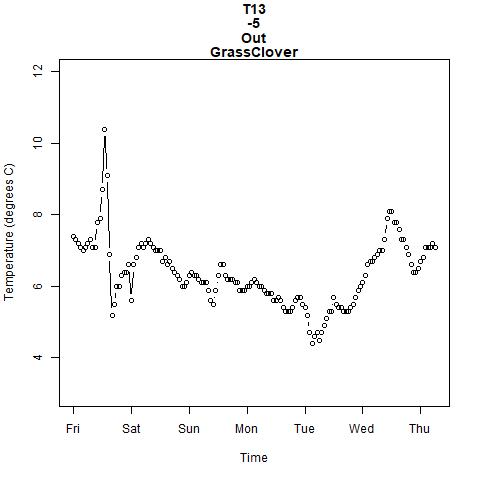 T13
-5
Out
GrassClover
Temperature (degrees C)
12
10
8
6
4
Fri Sat Sun Mon Tue Wed Thu
Time